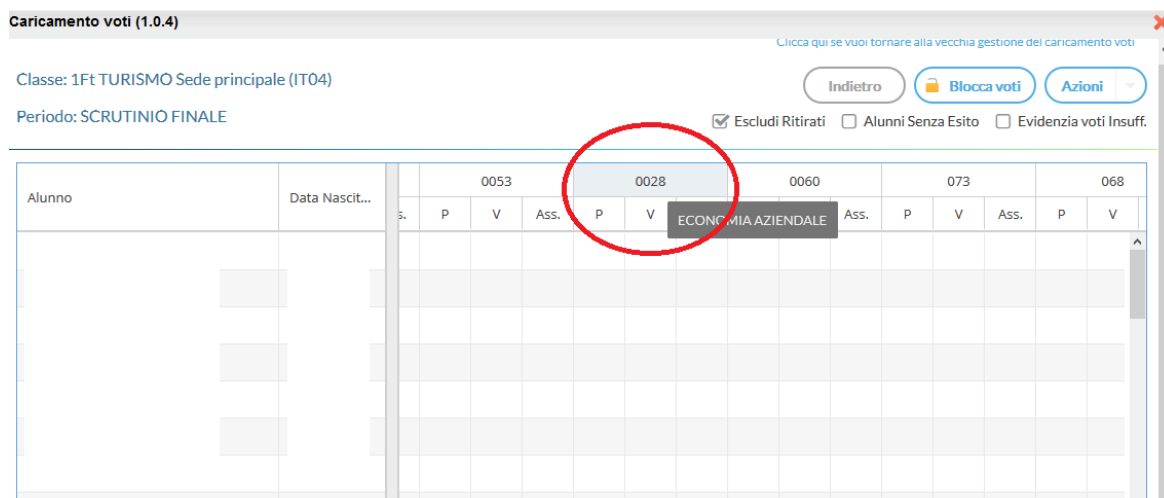 Caricamento voti (1.0.4)
Clicca qui se vuoi tornare alla vecchia gestione del caricamento voti
Classe: 1Ft TURISMO Sede principale (IT04)
Indietro Blocca voti Azioni
Periodo: SCRUTINIO FINALE
Escludi Ritirati Alunni Senza Esito Evidenzia voti Insuff.
Alunno Data Nascit... 0053 0028 0060 073 068
s. P V Ass. P V Ass. P V Ass. P V
ECONOMIA AZIENDALE